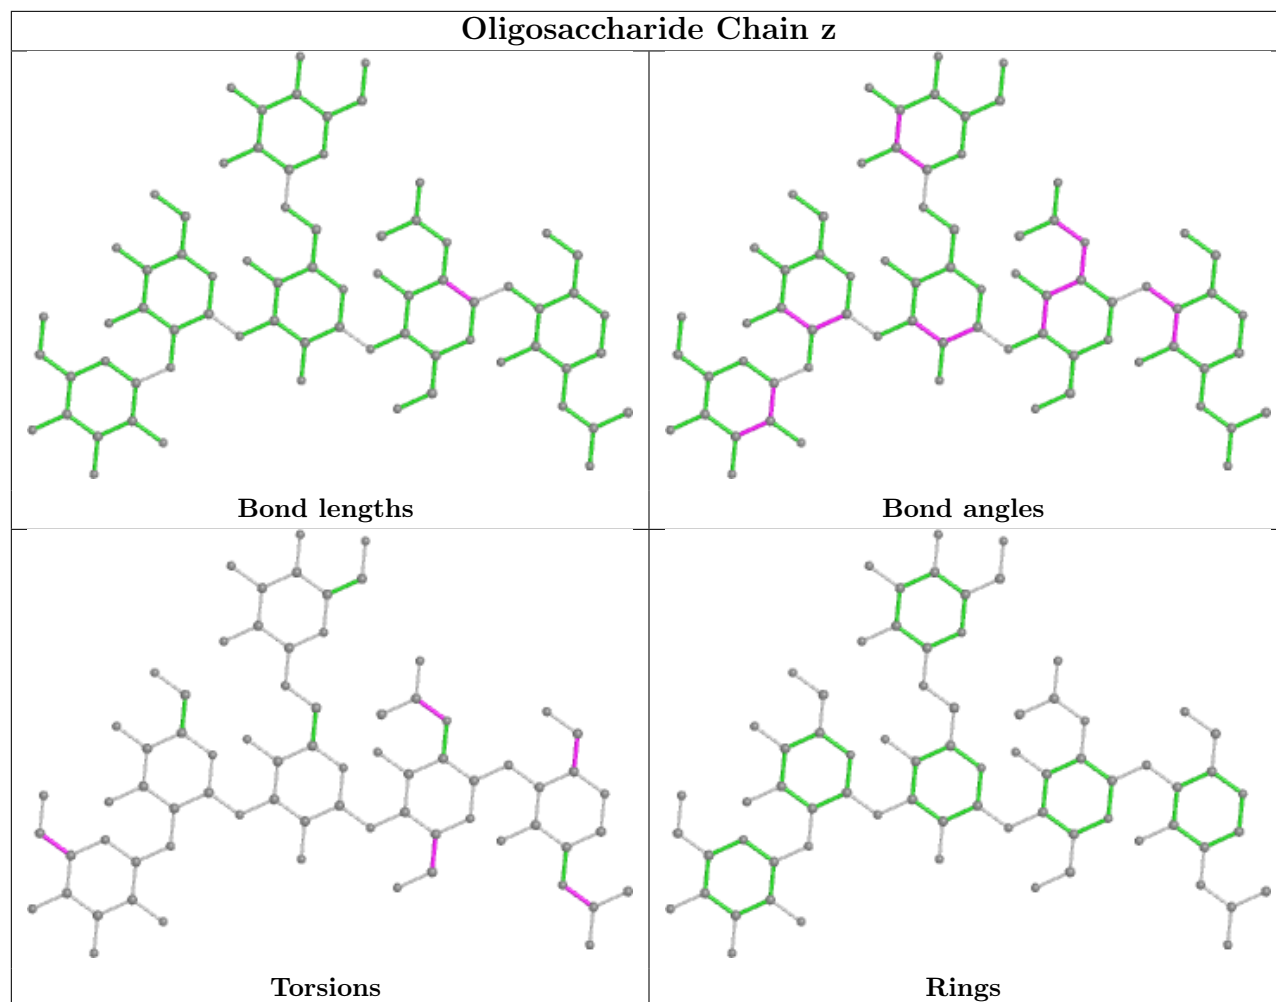 Oligosaccharide Chain z
Bond lengths
Bond angles
Torsions
Rings